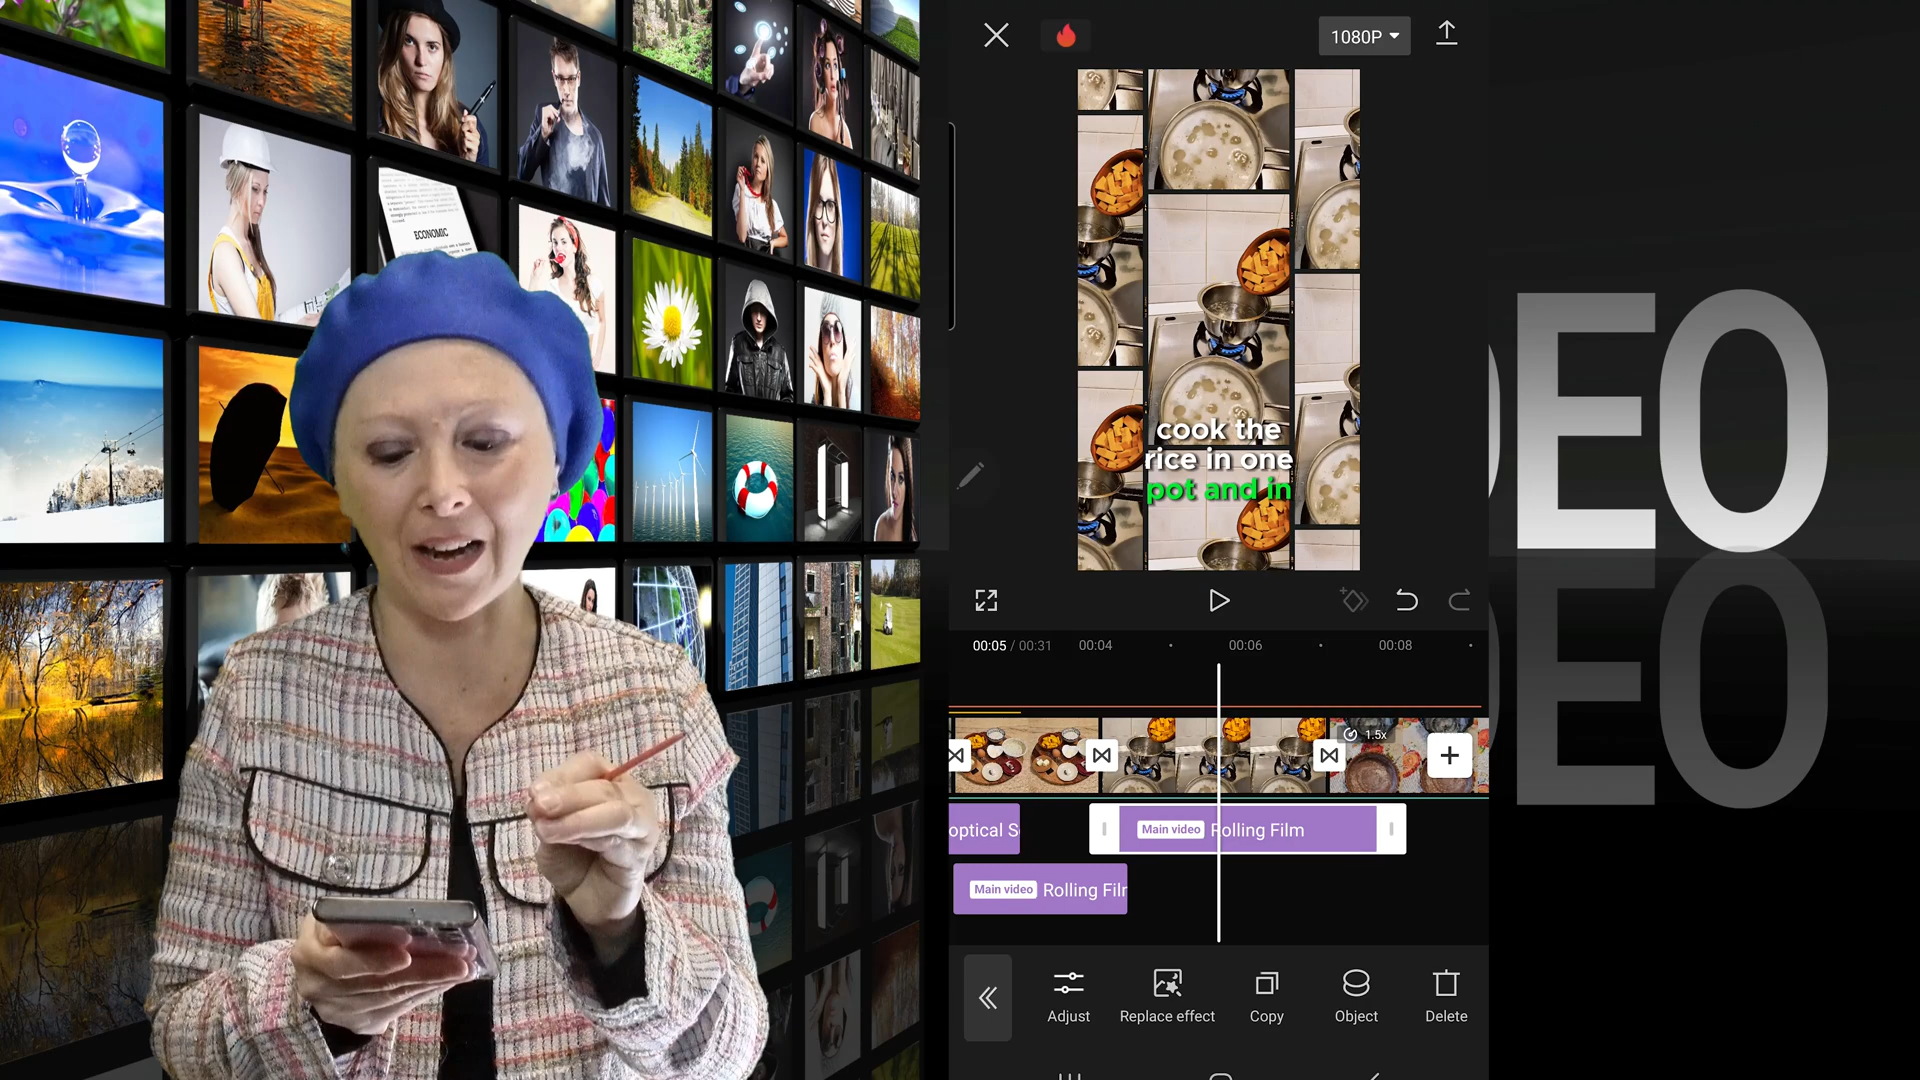 ECONOMIC
1080P
cook the
rice in one
pot and in
00:05 / 00:31 00:04 00:06 00:08
1.5x
optical S
Main video Rolling Film
Main video Rolling Fil
Adjust Replace effect Copy Object Delete
EO